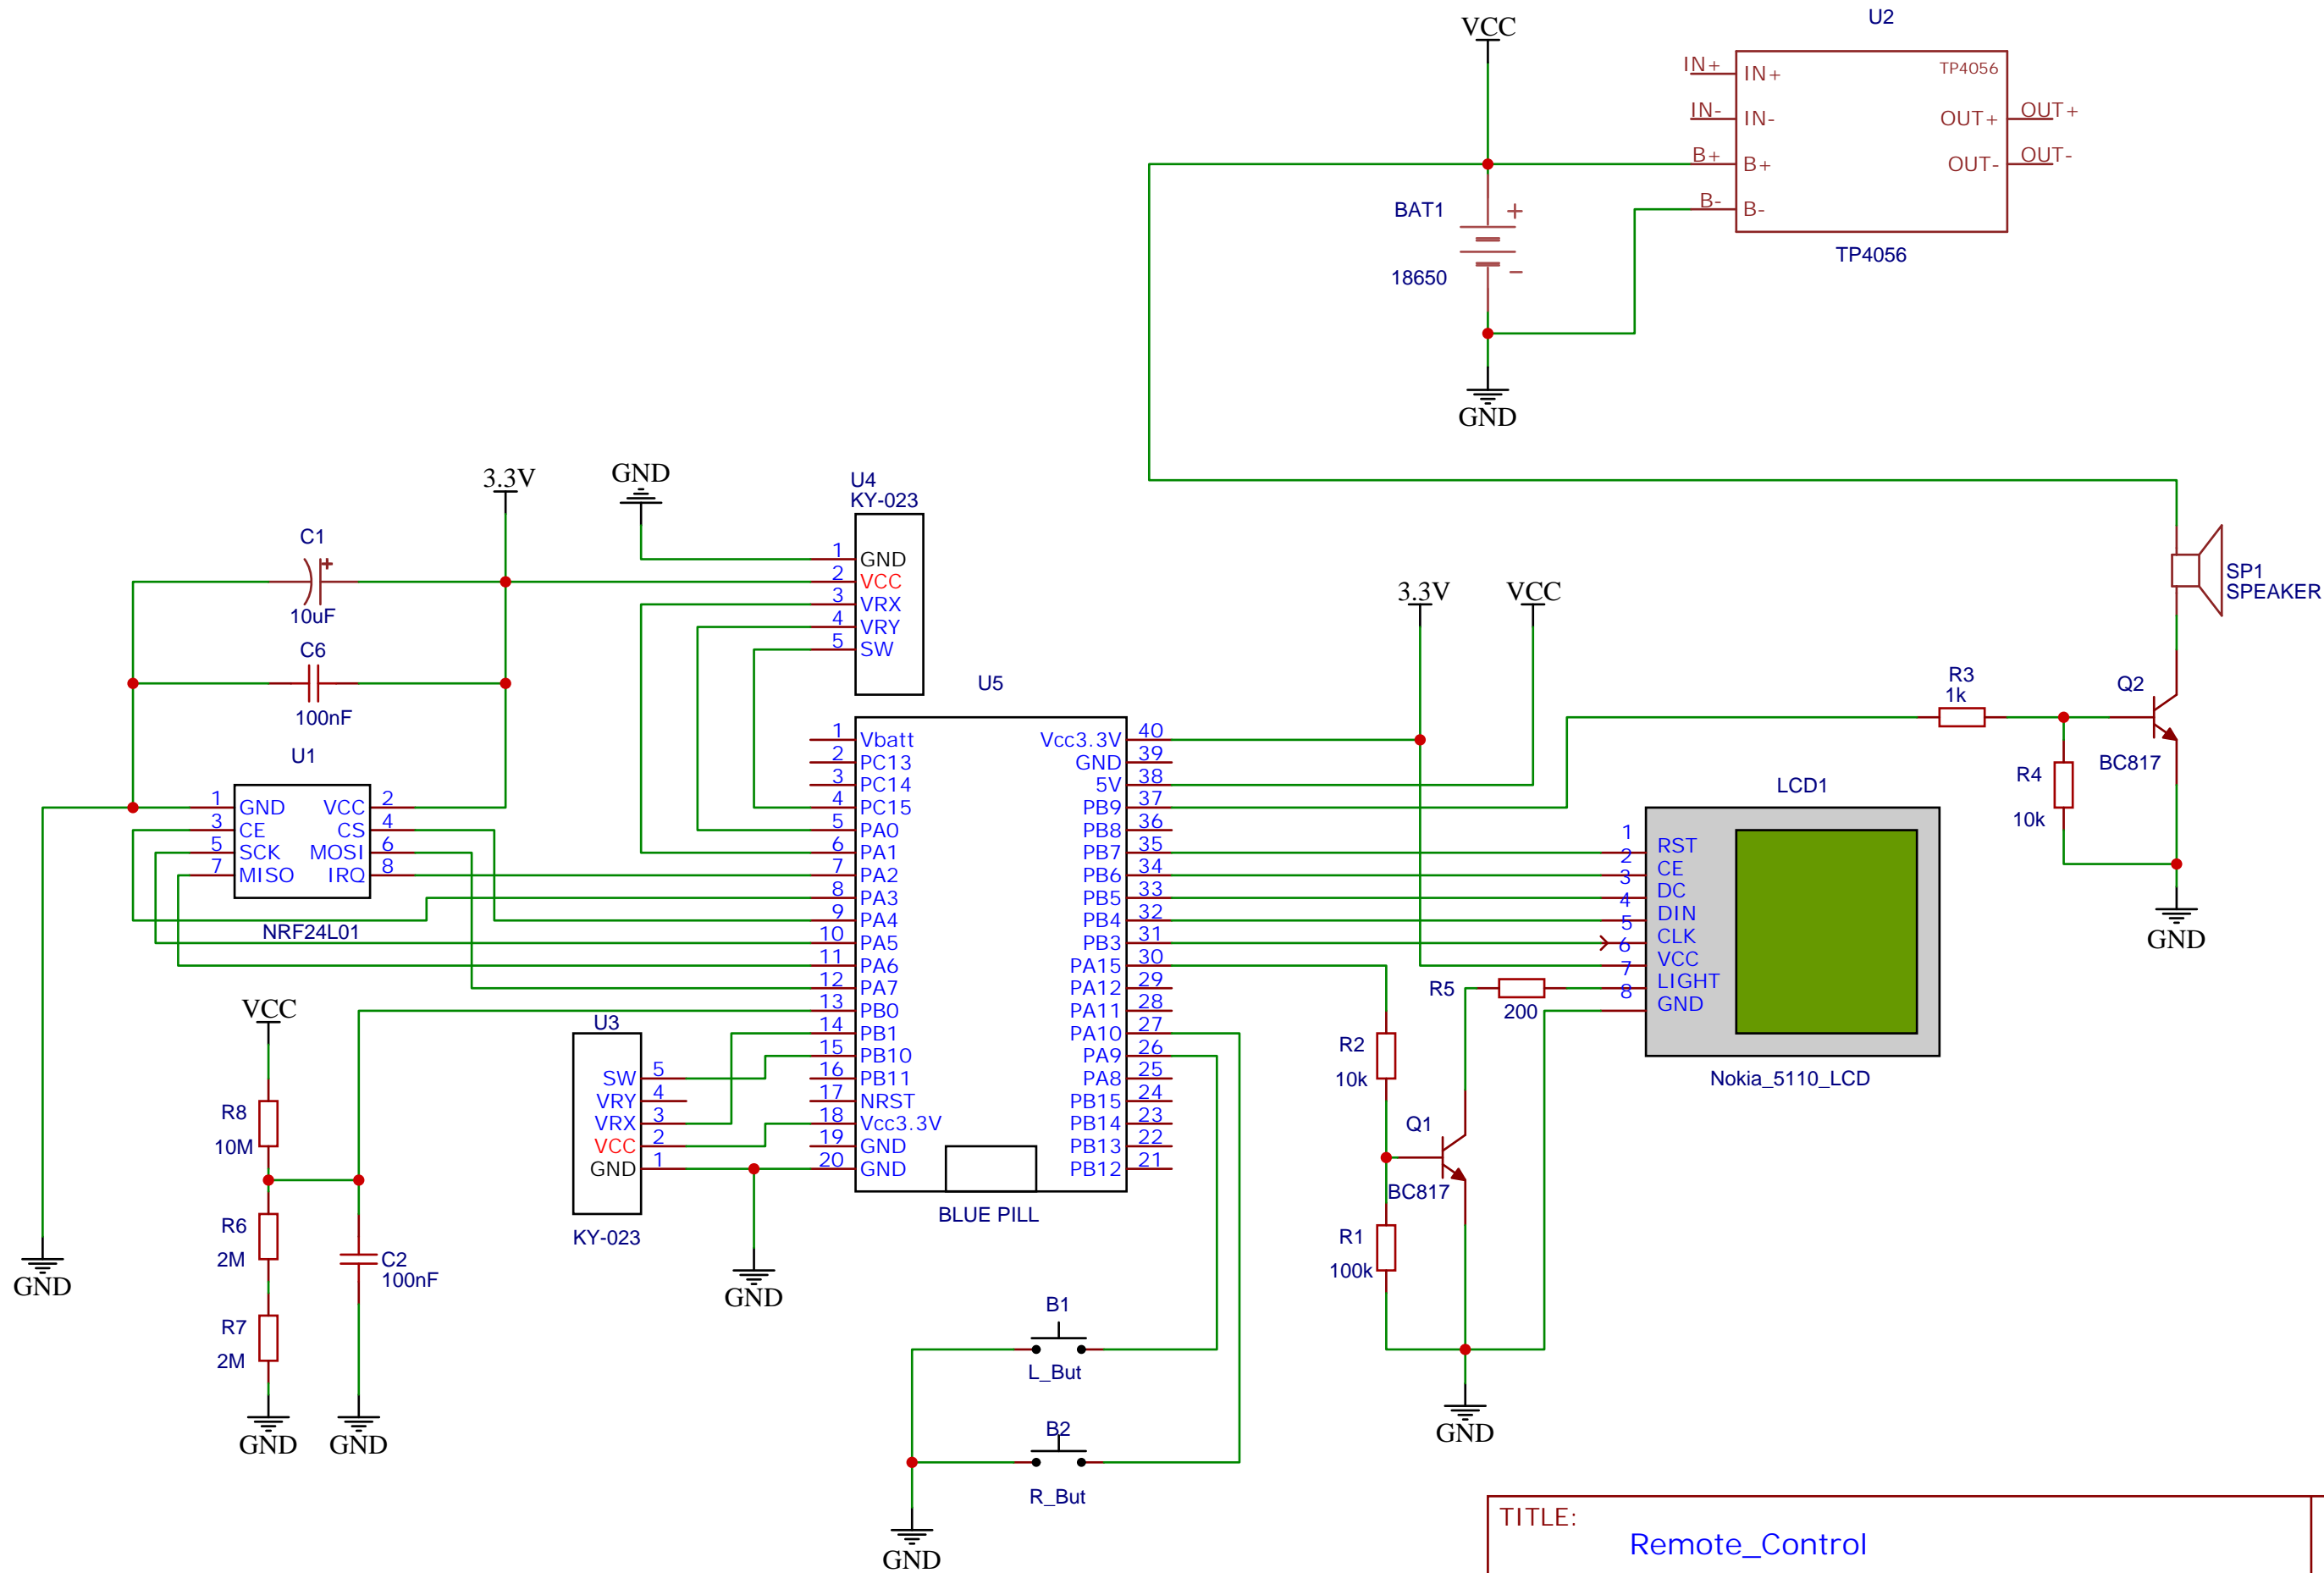 VCC
U2
IN+
IN+
TP4056
IN-
IN-
OUT+
OUT+
B+
B+
OUT-
OUT-
B-
B-
TP4056
BAT1
+
18650
−
GND
3.3V
GND
U4
KY-023
C1
+
10uF
C6
100nF
1 GND
2 VCC
3 VRX
4 VRY
5 SW
3.3V
VCC
SP1
SPEAKER
R3
1k
Q2
BC817
R4
10k
GND
U1
1 GND VCC 2
3 CE CS 4
5 SCK MOSI 6
7 MISO IRQ 8
NRF24L01
U5
1 Vbatt Vcc3.3V 40
2 PC13 GND 39
3 PC14 5V 38
4 PC15 PB9 37
5 PA0 PB8 36
6 PA1 PB7 35
7 PA2 PB6 34
8 PA3 PB5 33
9 PA4 PB4 32
10 PA5 PB3 31
11 PA6 PA15 30
12 PA7 PA12 29
13 PB0 PA11 28
14 PB1 PA10 27
15 PB10 PA9 26
16 PB11 PA8 25
17 NRST PB15 24
18 Vcc3.3V PB14 23
19 GND PB13 22
20 GND PB12 21
BLUE PILL
LCD1
1 RST
2 CE
3 DC
4 DIN
5 CLK
6 VCC
7 LIGHT
8 GND
Nokia_5110_LCD
R5
200
R2
10k
Q1
BC817
R1
100k
GND
VCC
R8
10M
R6
2M
R7
2M
C2
100nF
GND
GND
GND
U3
SW 5
VRY 4
VRX 3
VCC 2
GND 1
KY-023
GND
B1
L_But
B2
R_But
GND
TITLE:
Remote_Control